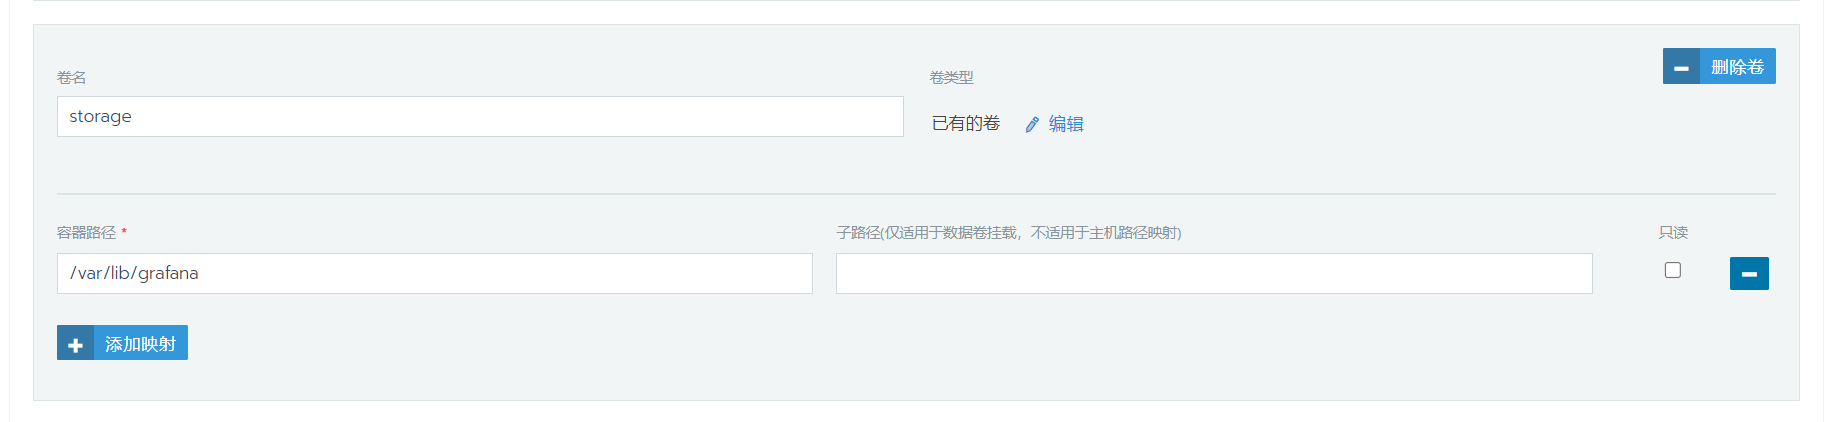 卷名
卷类型
删除卷
storage
已有的卷 编辑
容器路径 *
子路径(仅适用于数据卷挂载，不适用于主机路径映射)
只读
/var/lib/grafana
添加映射